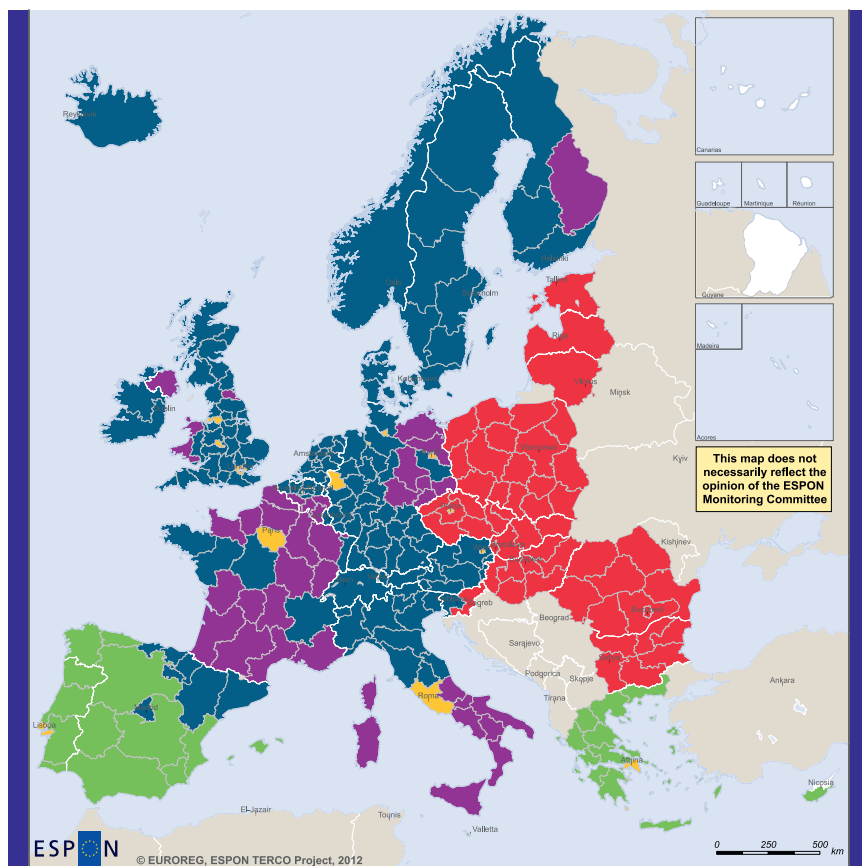 Reykjavik
Canarias
Guadeloupe
Martinique
Réunion
Guyane
Madeira
Acores
This map does not
necessarily reflect the
opinion of the ESPON
Monitoring Committee
Oslo
Helsinki
Stockholm
Tallinn
Riga
Vilnius
Minsk
Dublin
Kyiv
Kishinev
Paris
Zagreb
Beograd
Sarajevo
Podgorica
Skopje
Tirana
Ankara
Roma
Madrid
Lisboa
Athina
Nicosia
El-Jazair
Tounis
Valletta
0 250 500 km
ESPON
© EUROREG, ESPON TERCO Project, 2012